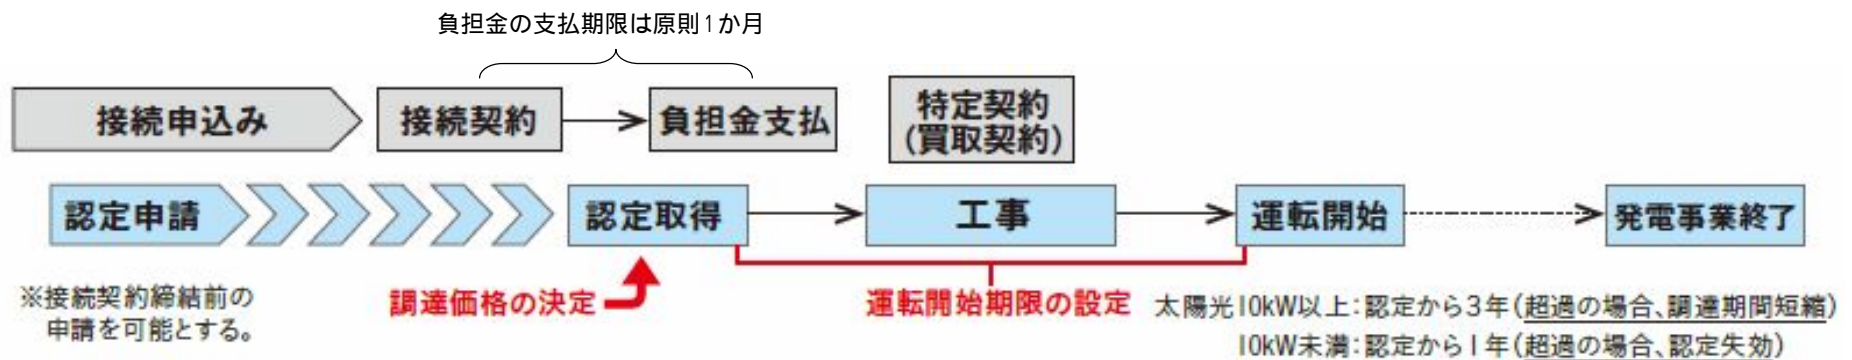 負担金の支払期限は原則1か月
接続申込み
接続契約
負担金支払
特定契約
(買取契約)
認定申請
認定取得
工事
運転開始
発電事業終了
※接続契約締結前の
申請を可能とする。
調達価格の決定
運転開始期限の設定
太陽光10kW以上:認定から3年(超過の場合、調達期間短縮)
10kW未満:認定から1年(超過の場合、認定失効)